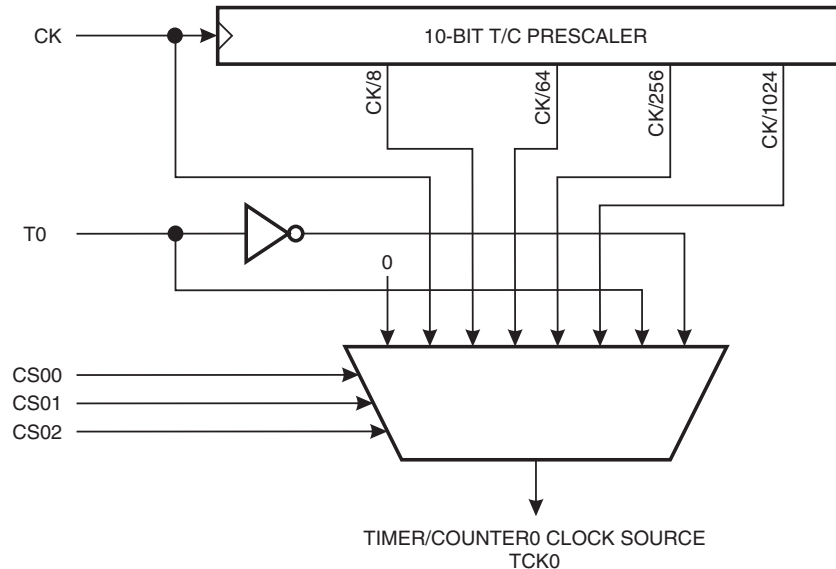 CK
10-BIT T/C PRESCALER
CK/8
CK/64
CK/256
CK/1024
T0
0
CS00
CS01
CS02
TIMER/COUNTER0 CLOCK SOURCE
TCK0